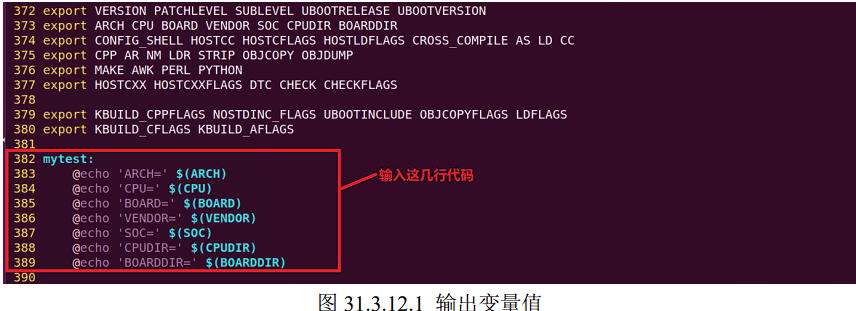 372 export VERSION PATCHLEVEL SUBLEVEL UBOOTRELEASE UBOOTVERSION
373 export ARCH CPU BOARD VENDOR SOC CPUDIR BOARDDIR
374 export CONFIG_SHELL HOSTCC HOSTCFLAGS HOSTLDFLAGS CROSS_COMPILE AS LD CC
375 export CPP AR NM LDR STRIP OBJCOPY OBJDUMP
376 export MAKE AWK PERL PYTHON
377 export HOSTCXX HOSTCXXFLAGS DTC CHECK CHECKFLAGS
378
379 export KBUILD_CPPFLAGS NOSTDINC_FLAGS UBOOTINCLUDE OBJCOPYFLAGS LDFLAGS
380 export KBUILD_CFLAGS KBUILD_AFLAGS
381
382 mytest:
383     @echo 'ARCH=' $(ARCH)
输入这几行代码
384     @echo 'CPU=' $(CPU)
385     @echo 'BOARD=' $(BOARD)
386     @echo 'VENDOR=' $(VENDOR)
387     @echo 'SOC=' $(SOC)
388     @echo 'CPUDIR=' $(CPUDIR)
389     @echo 'BOARDDIR=' $(BOARDDIR)
390
图 31.3.12.1 输出变量值